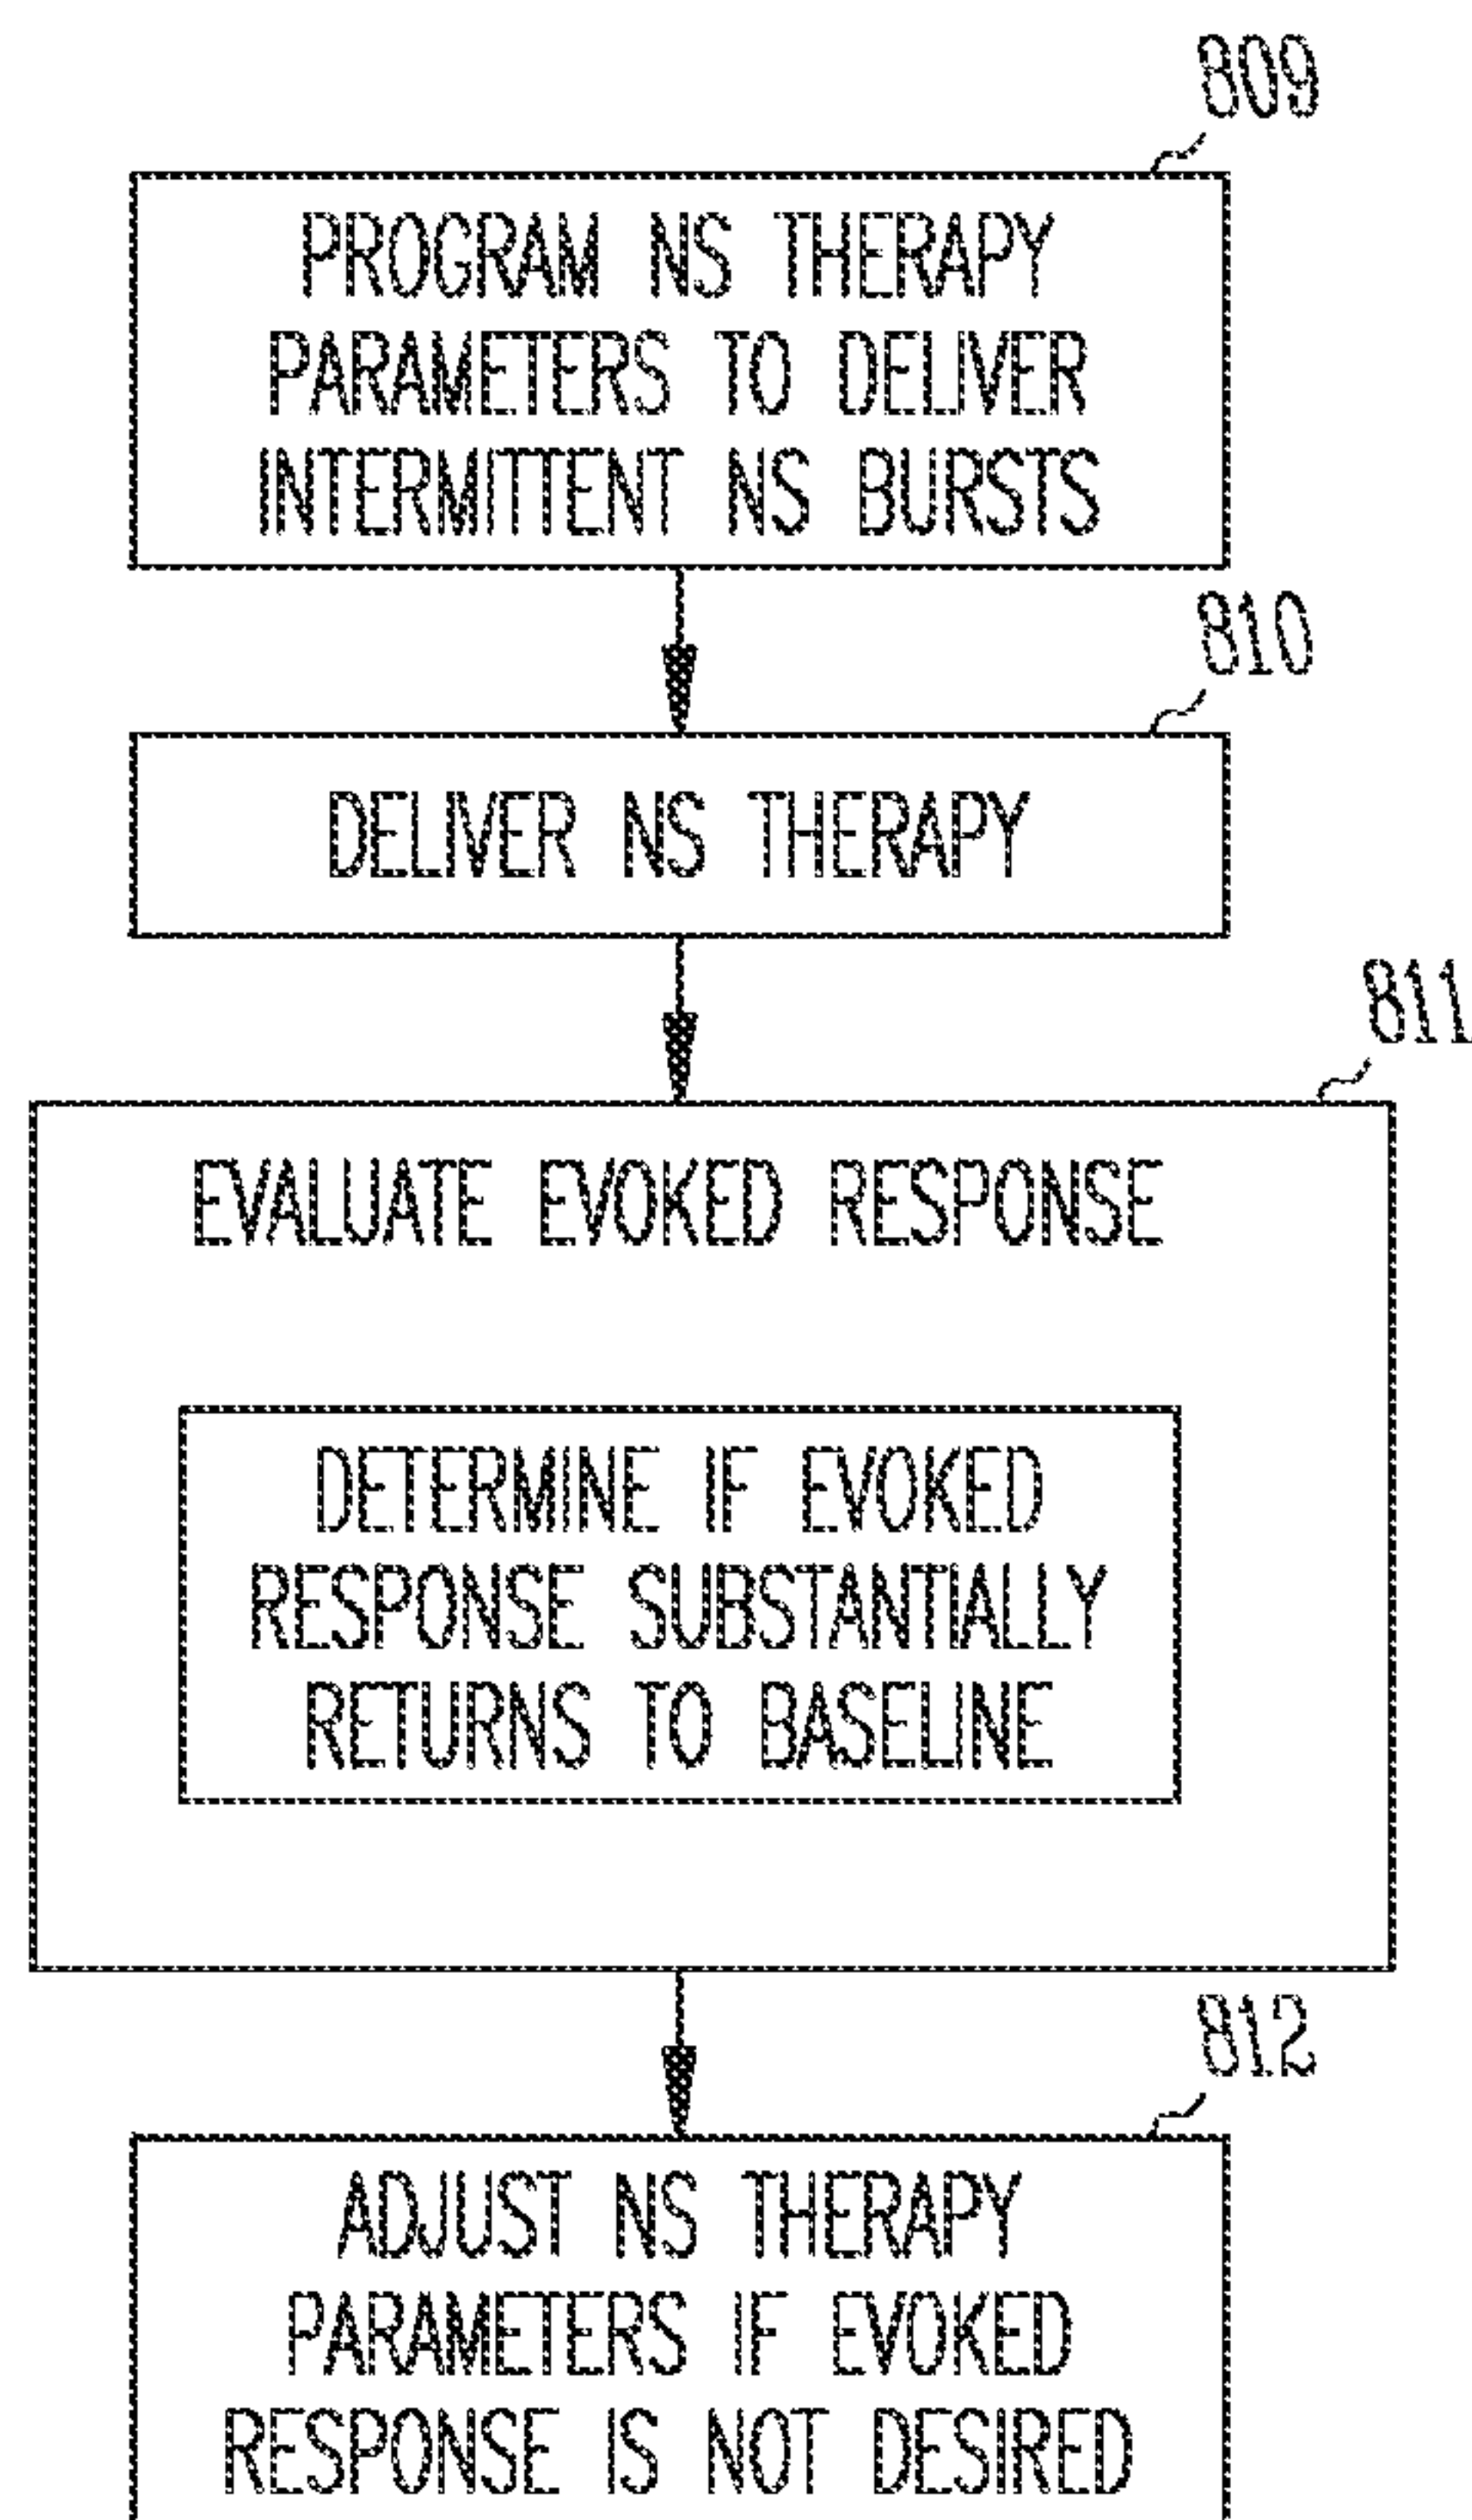 809
PROGRAM NS THERAPY
PARAMETERS TO DELIVER
INTERMITTENT NS BURSTS
810
DELIVER NS THERAPY
811
EVALUATE EVOKED RESPONSE
DETERMINE IF EVOKED
RESPONSE SUBSTANTIALLY
RETURNS TO BASELINE
812
ADJUST NS THERAPY
PARAMETERS IF EVOKED
RESPONSE IS NOT DESIRED